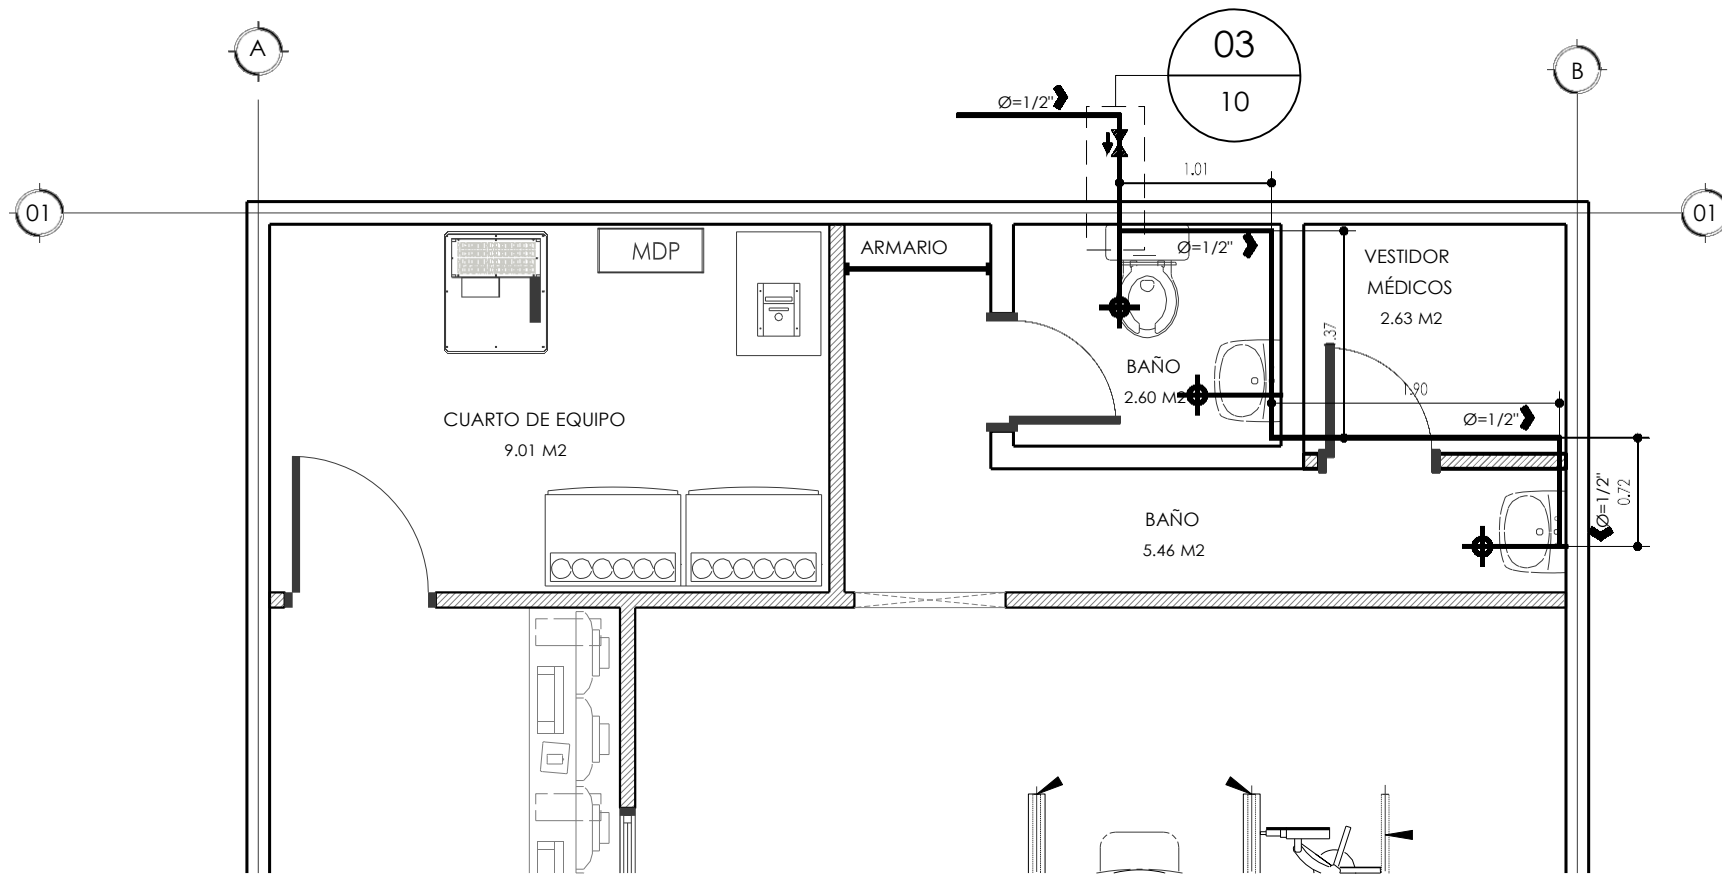 A
03
10
B
Ø=1/2"
1.01
01
01
MDP
ARMARIO
Ø=1/2"
VESTIDOR
MÉDICOS
2.63 M2
.37
BAÑO
2.60 M2
1.90
Ø=1/2"
CUARTO DE EQUIPO
9.01 M2
Ø=1/2"
0.72
BAÑO
5.46 M2